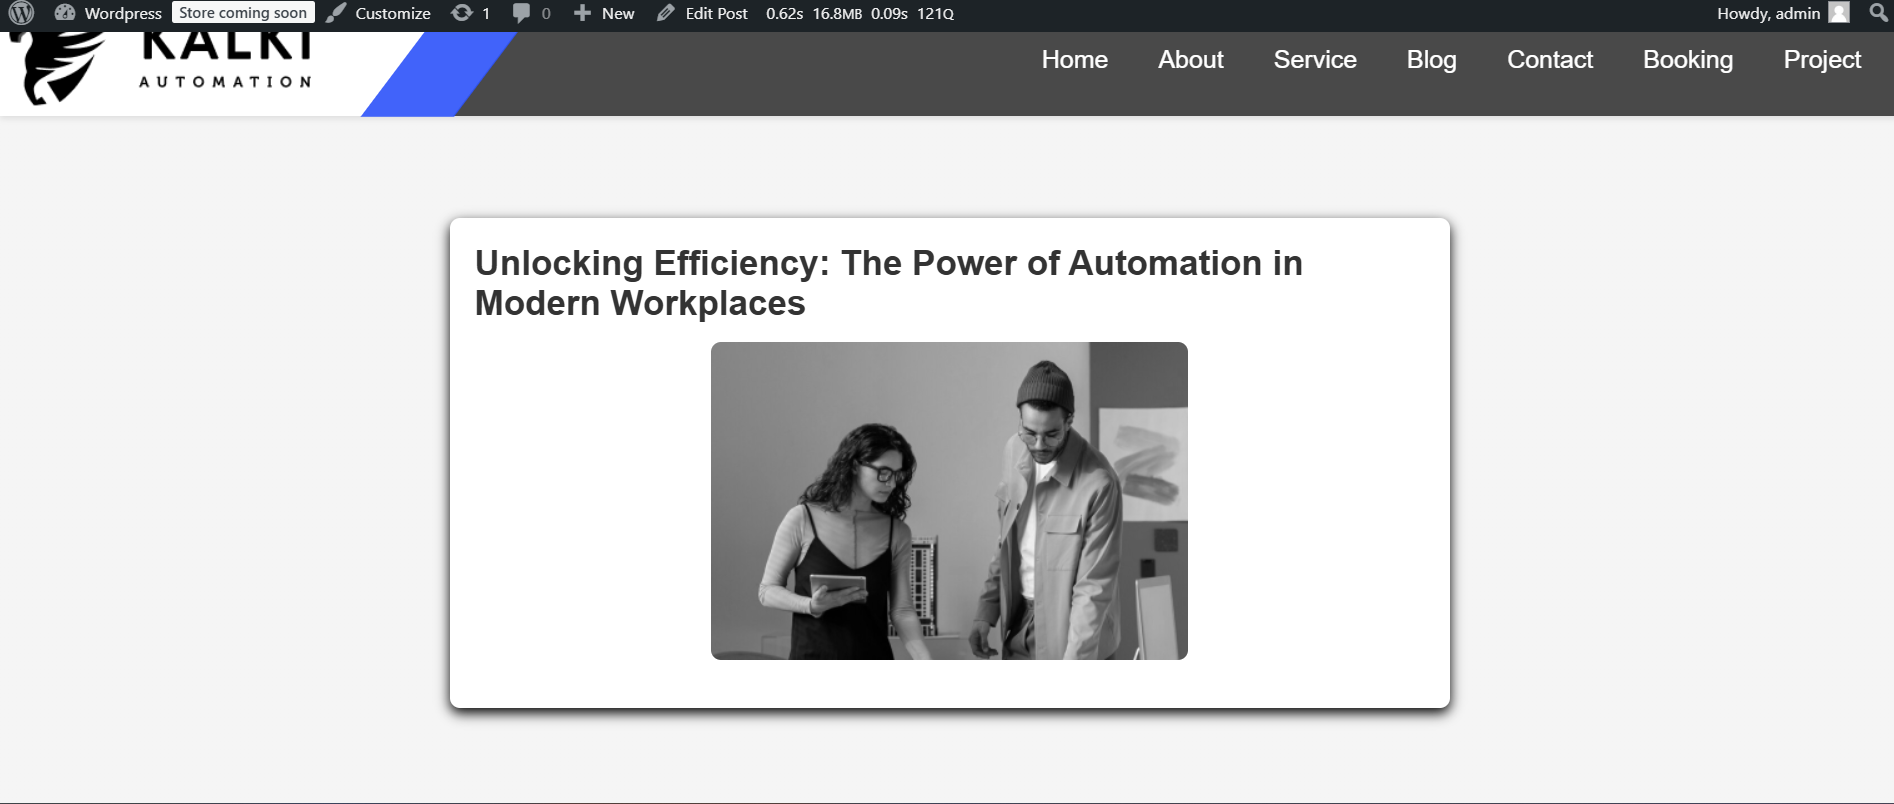 Wordpress Store coming soon Customize 1 0 New Edit Post 0.62s 16.8MB 0.09s 121Q Howdy, admin
KALKI
AUTOMATION
Home About Service Blog Contact Booking Project
Unlocking Efficiency: The Power of Automation in
Modern Workplaces